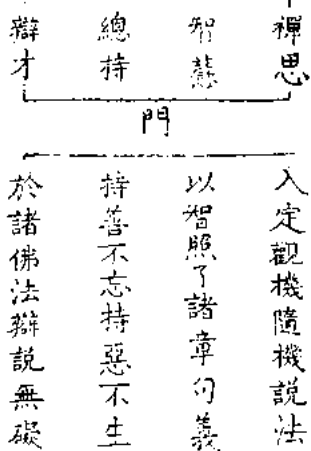 禪思
智慧
總持
辯才
門
入定觀機隨機說法
以智照了諸章句義
持善不忘持惡不生
於諸佛法辯說無礙